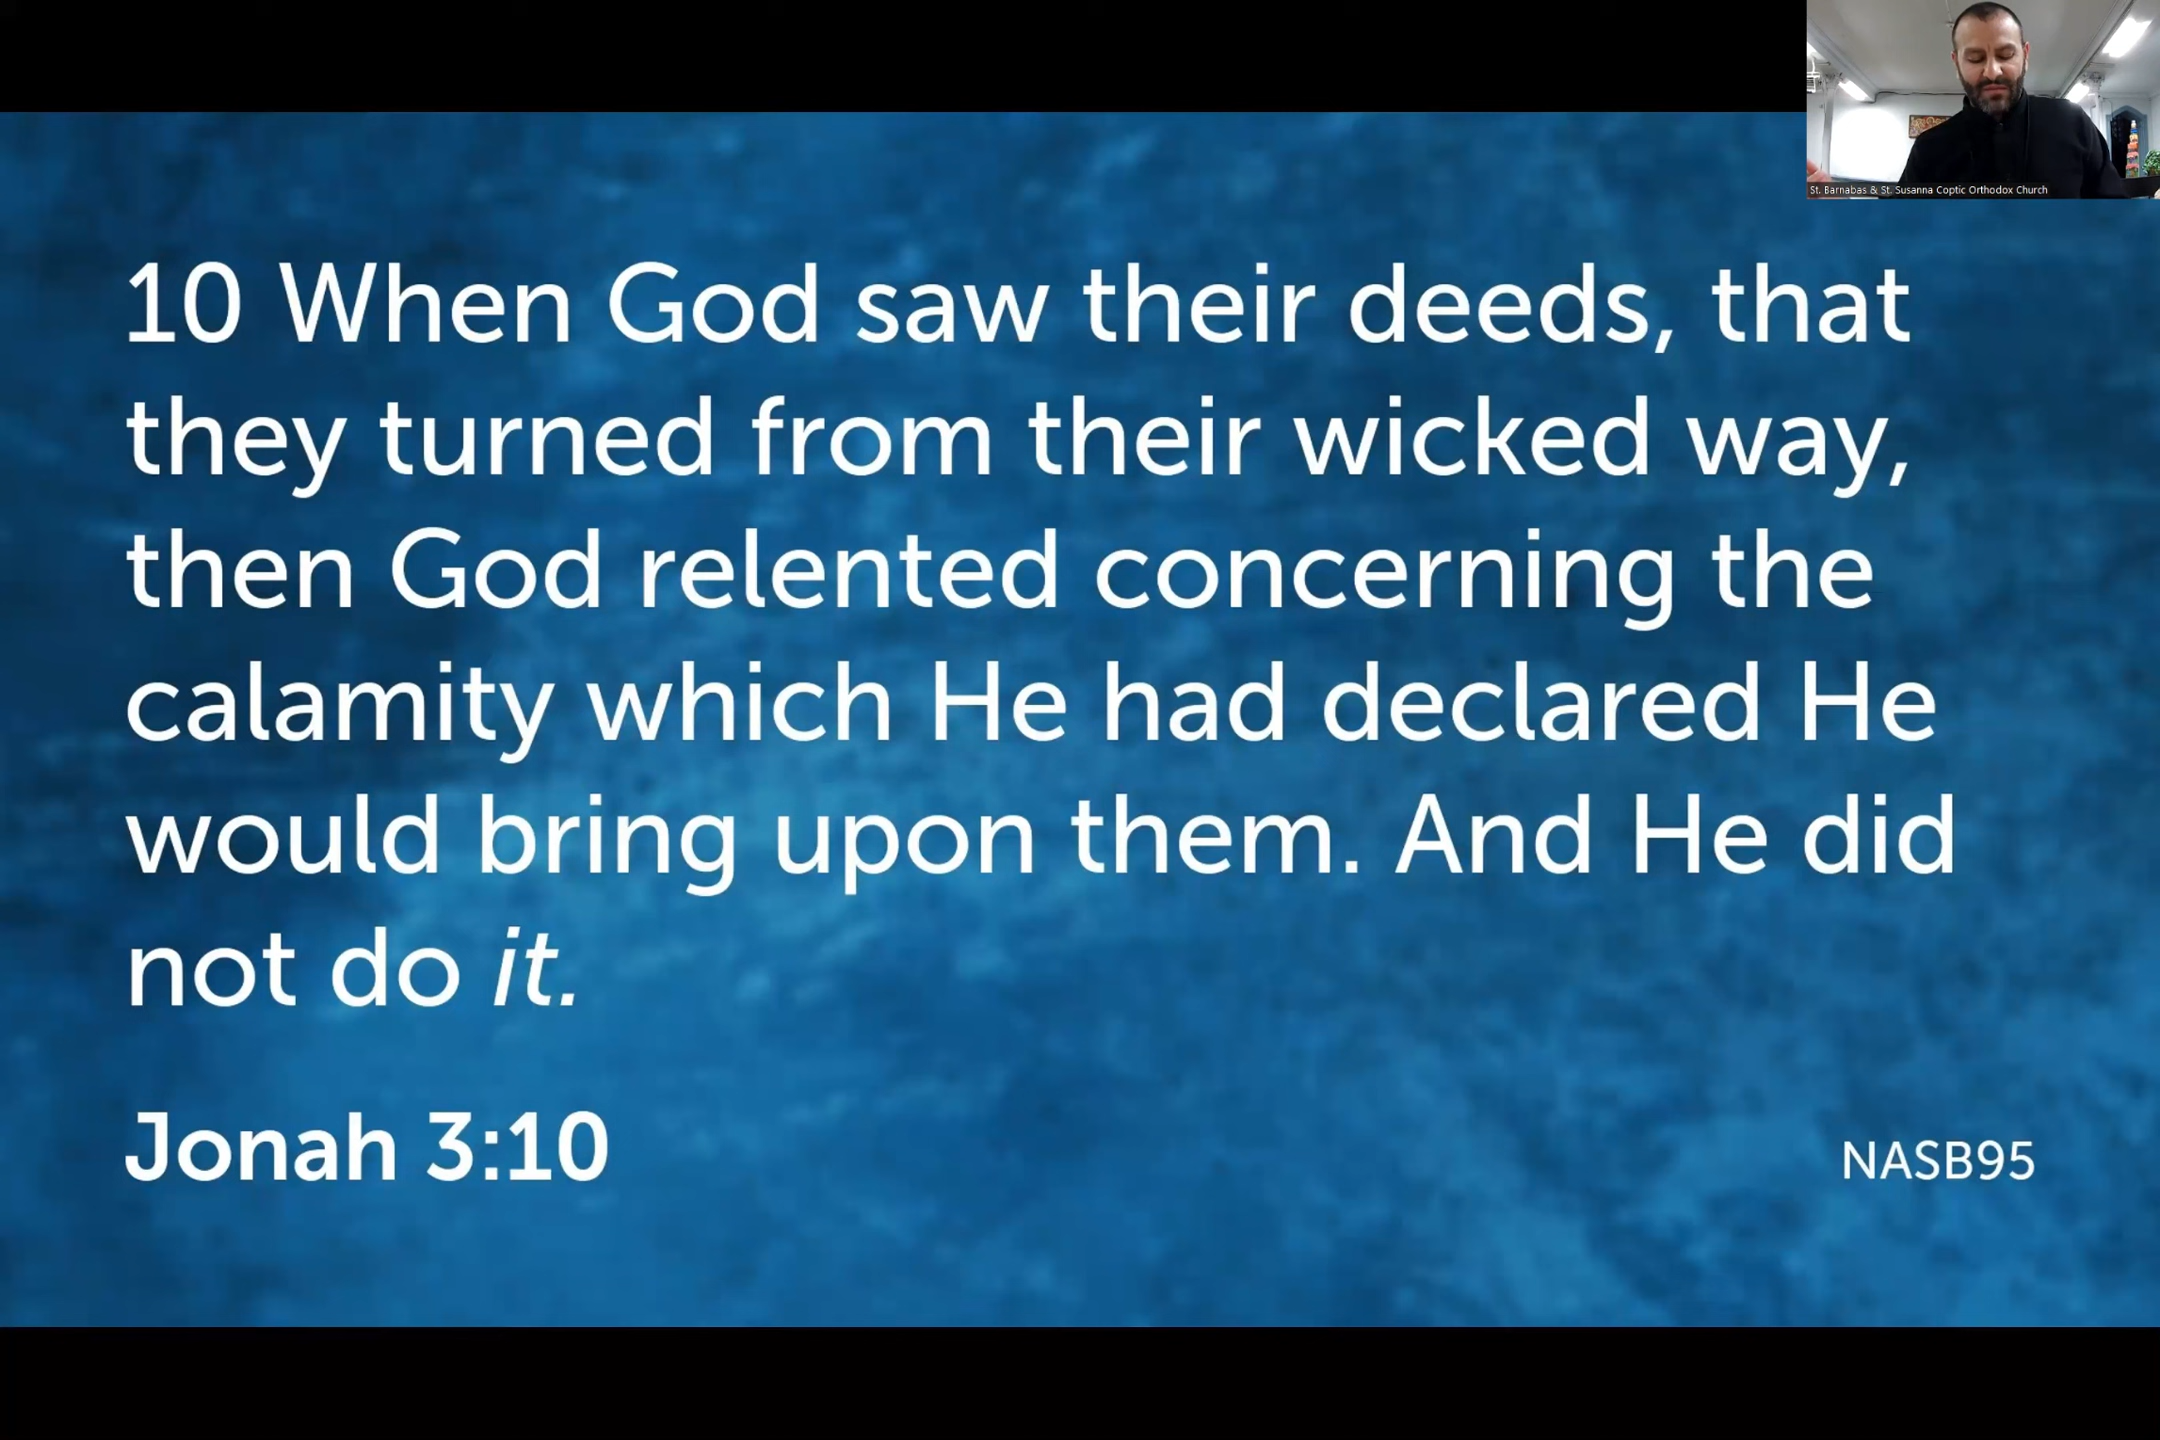 St. Barnabas & St. Susanna Coptic Orthodox Church
10 When God saw their deeds, that
they turned from their wicked way,
then God relented concerning the
calamity which He had declared He
would bring upon them. And He did
not do it.
Jonah 3:10
NASB95